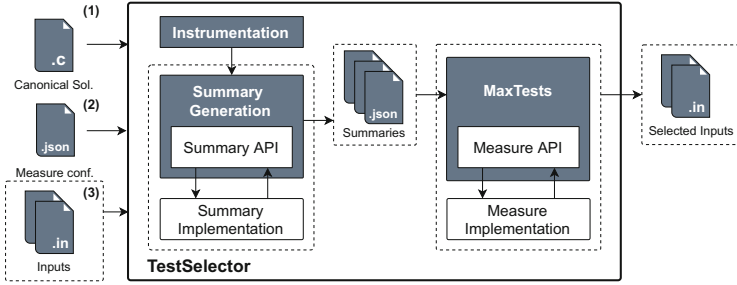 (1)
.c
Canonical Sol.
(2)
.json
Measure conf.
(3)
.in
Inputs
Instrumentation
Summary
Generation
Summary API
Summary
Implementation
TestSelector
.json
Summaries
MaxTests
Measure API
Measure
Implementation
.in
Selected Inputs